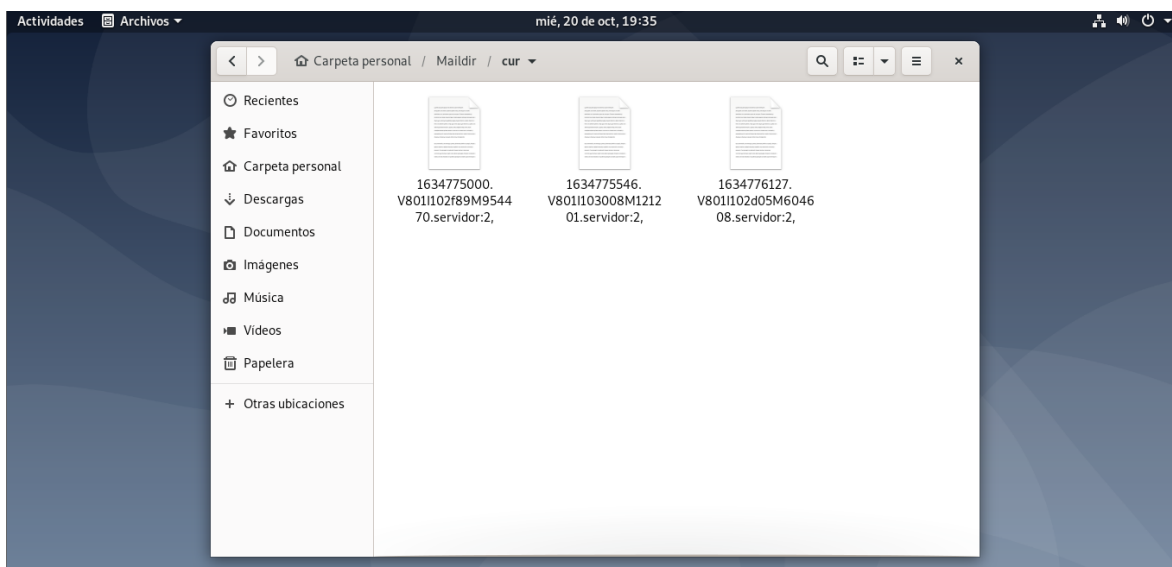 Actividades Archivos mié, 20 de oct, 19:35
Carpeta personal / Maildir / cur
Recientes
Favoritos
Carpeta personal
Descargas
Documentos
Imágenes
Música
Vídeos
Papelera
+ Otras ubicaciones
1634775000.
V801I102f89M9544
70.servidor:2,
1634775546.
V801I103008M1212
01.servidor:2,
1634776127.
V801I102d05M6046
08.servidor:2,